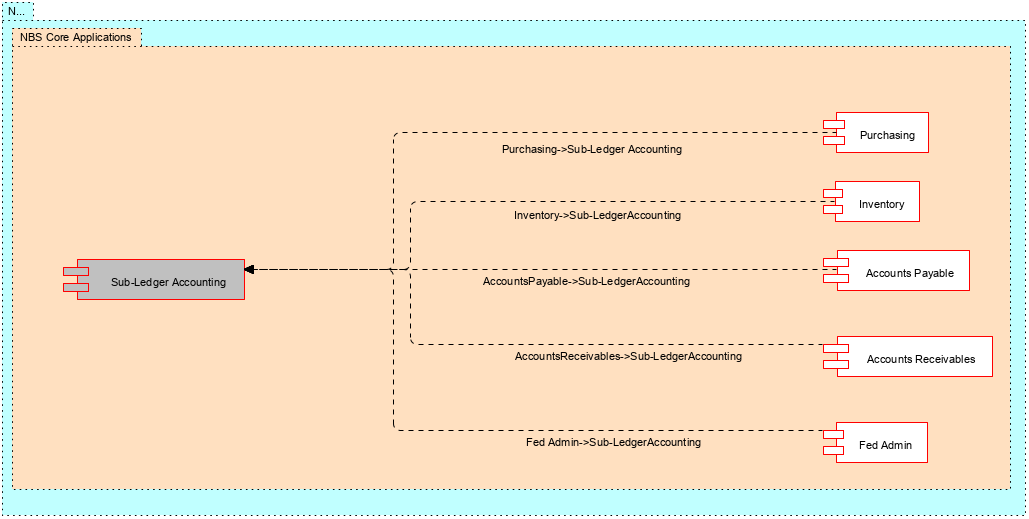 N...
NBS Core Applications
Purchasing
Purchasing->Sub-Ledger Accounting
Inventory
Inventory->Sub-LedgerAccounting
Sub-Ledger Accounting
Accounts Payable
AccountsPayable->Sub-LedgerAccounting
Accounts Receivables
AccountsReceivables->Sub-LedgerAccounting
Fed Admin
Fed Admin->Sub-LedgerAccounting